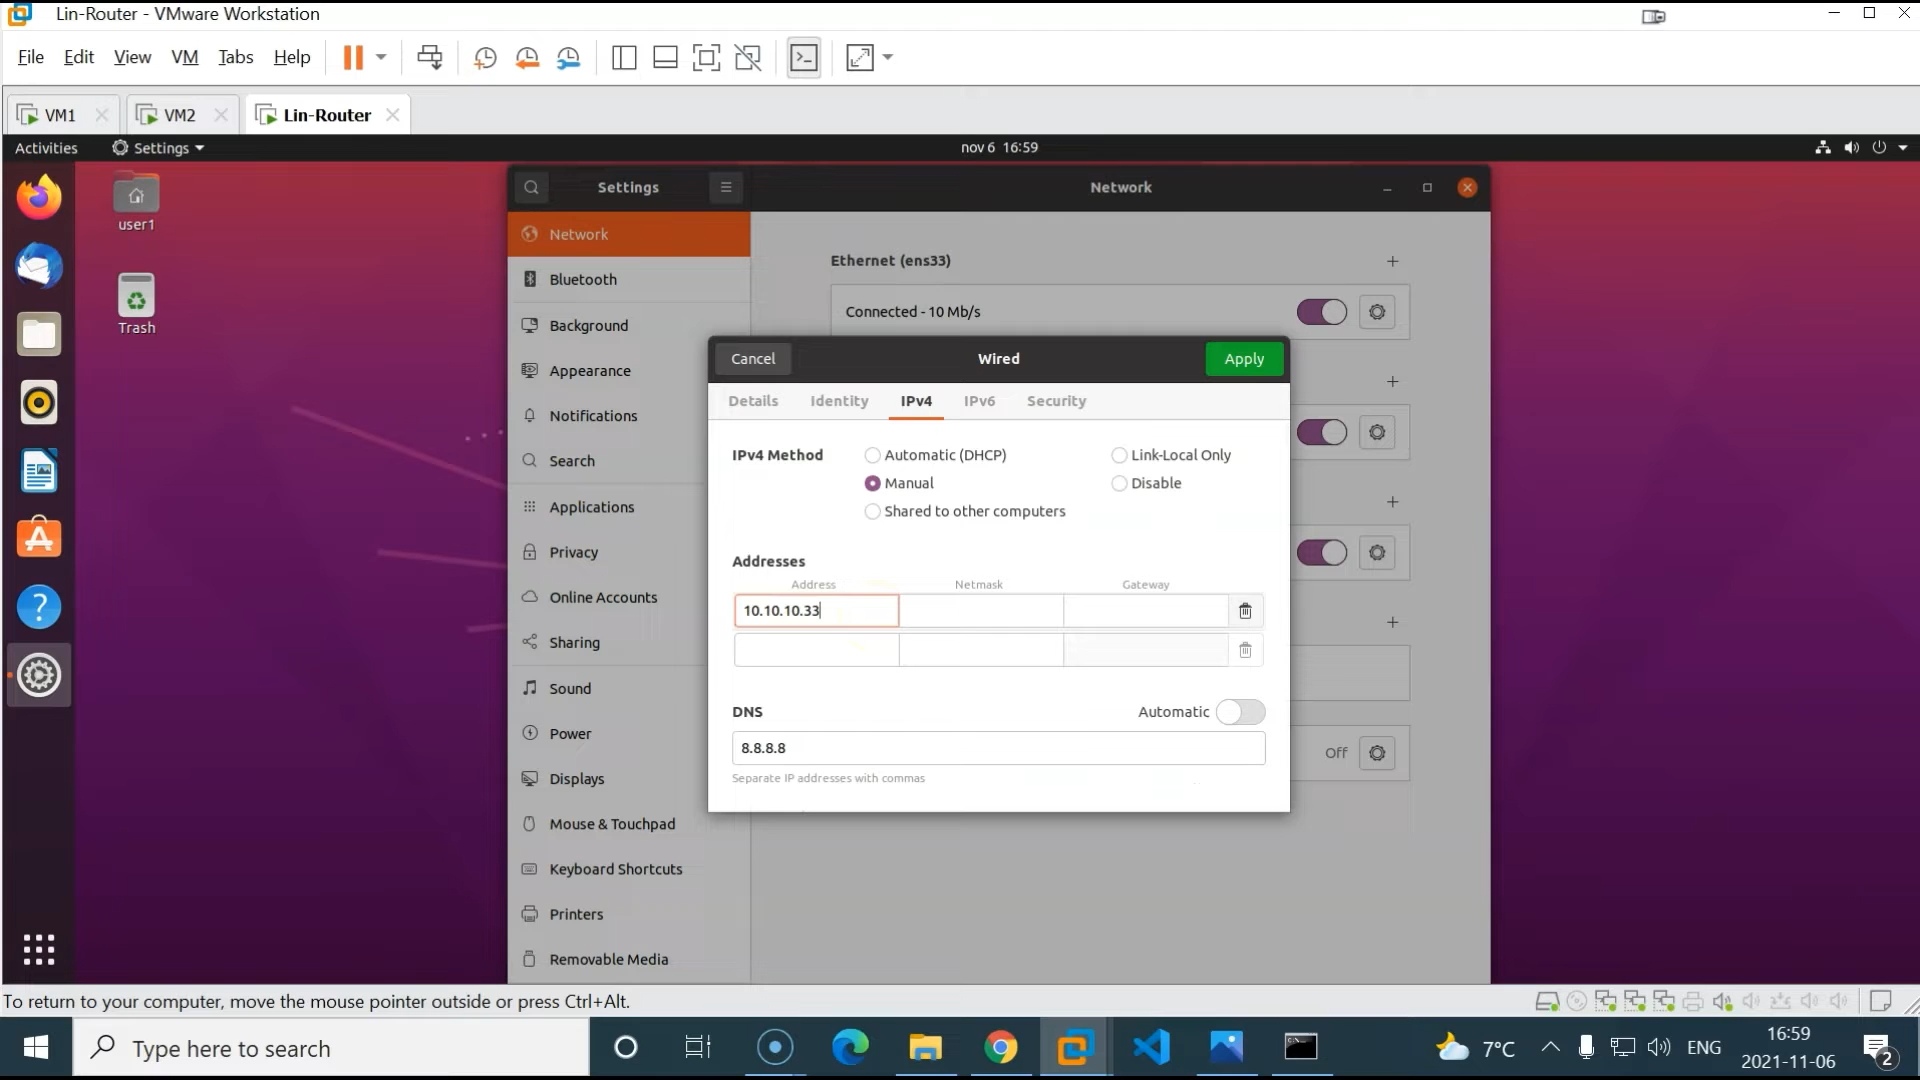 Lin-Router - VMware Workstation
File Edit View VM Tabs Help
VM1 VM2 Lin-Router
Activities Settings nov 6 16:59
user1
Trash
Settings Network
Network
Bluetooth
Background
Appearance
Notifications
Search
Applications
Privacy
Online Accounts
Sharing
Sound
Power
Displays
Mouse & Touchpad
Keyboard Shortcuts
Printers
Removable Media
Ethernet (ens33)
Connected - 10 Mb/s
Off
Cancel Wired Apply
Details Identity IPv4 IPv6 Security
IPv4 Method Automatic (DHCP) Link-Local Only
Manual Disable
Shared to other computers
Addresses
Address Netmask Gateway
10.10.10.33
DNS Automatic
8.8.8.8
Separate IP addresses with commas
To return to your computer, move the mouse pointer outside or press Ctrl+Alt.
Type here to search
7°C ENG
16:59
2021-11-06
2